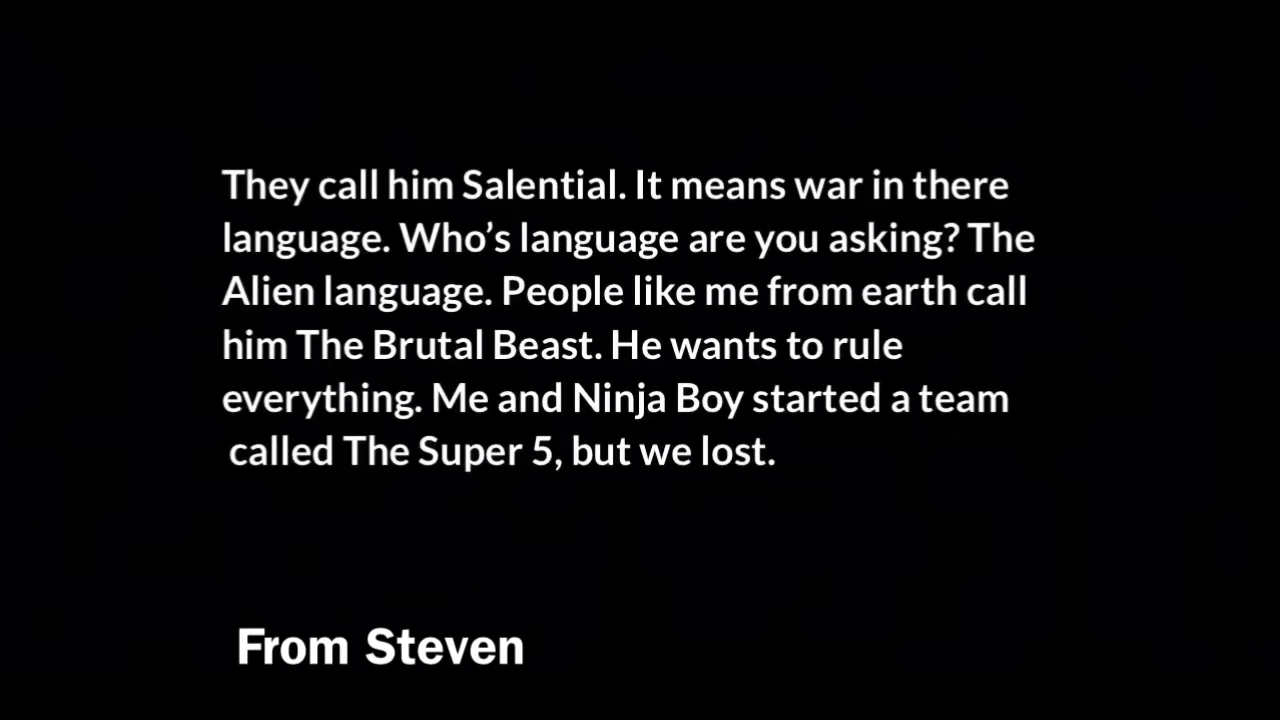 They call him Salential. It means war in there
language. Who’s language are you asking? The
Alien language. People like me from earth call
him The Brutal Beast. He wants to rule
everything. Me and Ninja Boy started a team
called The Super 5, but we lost.
From Steven